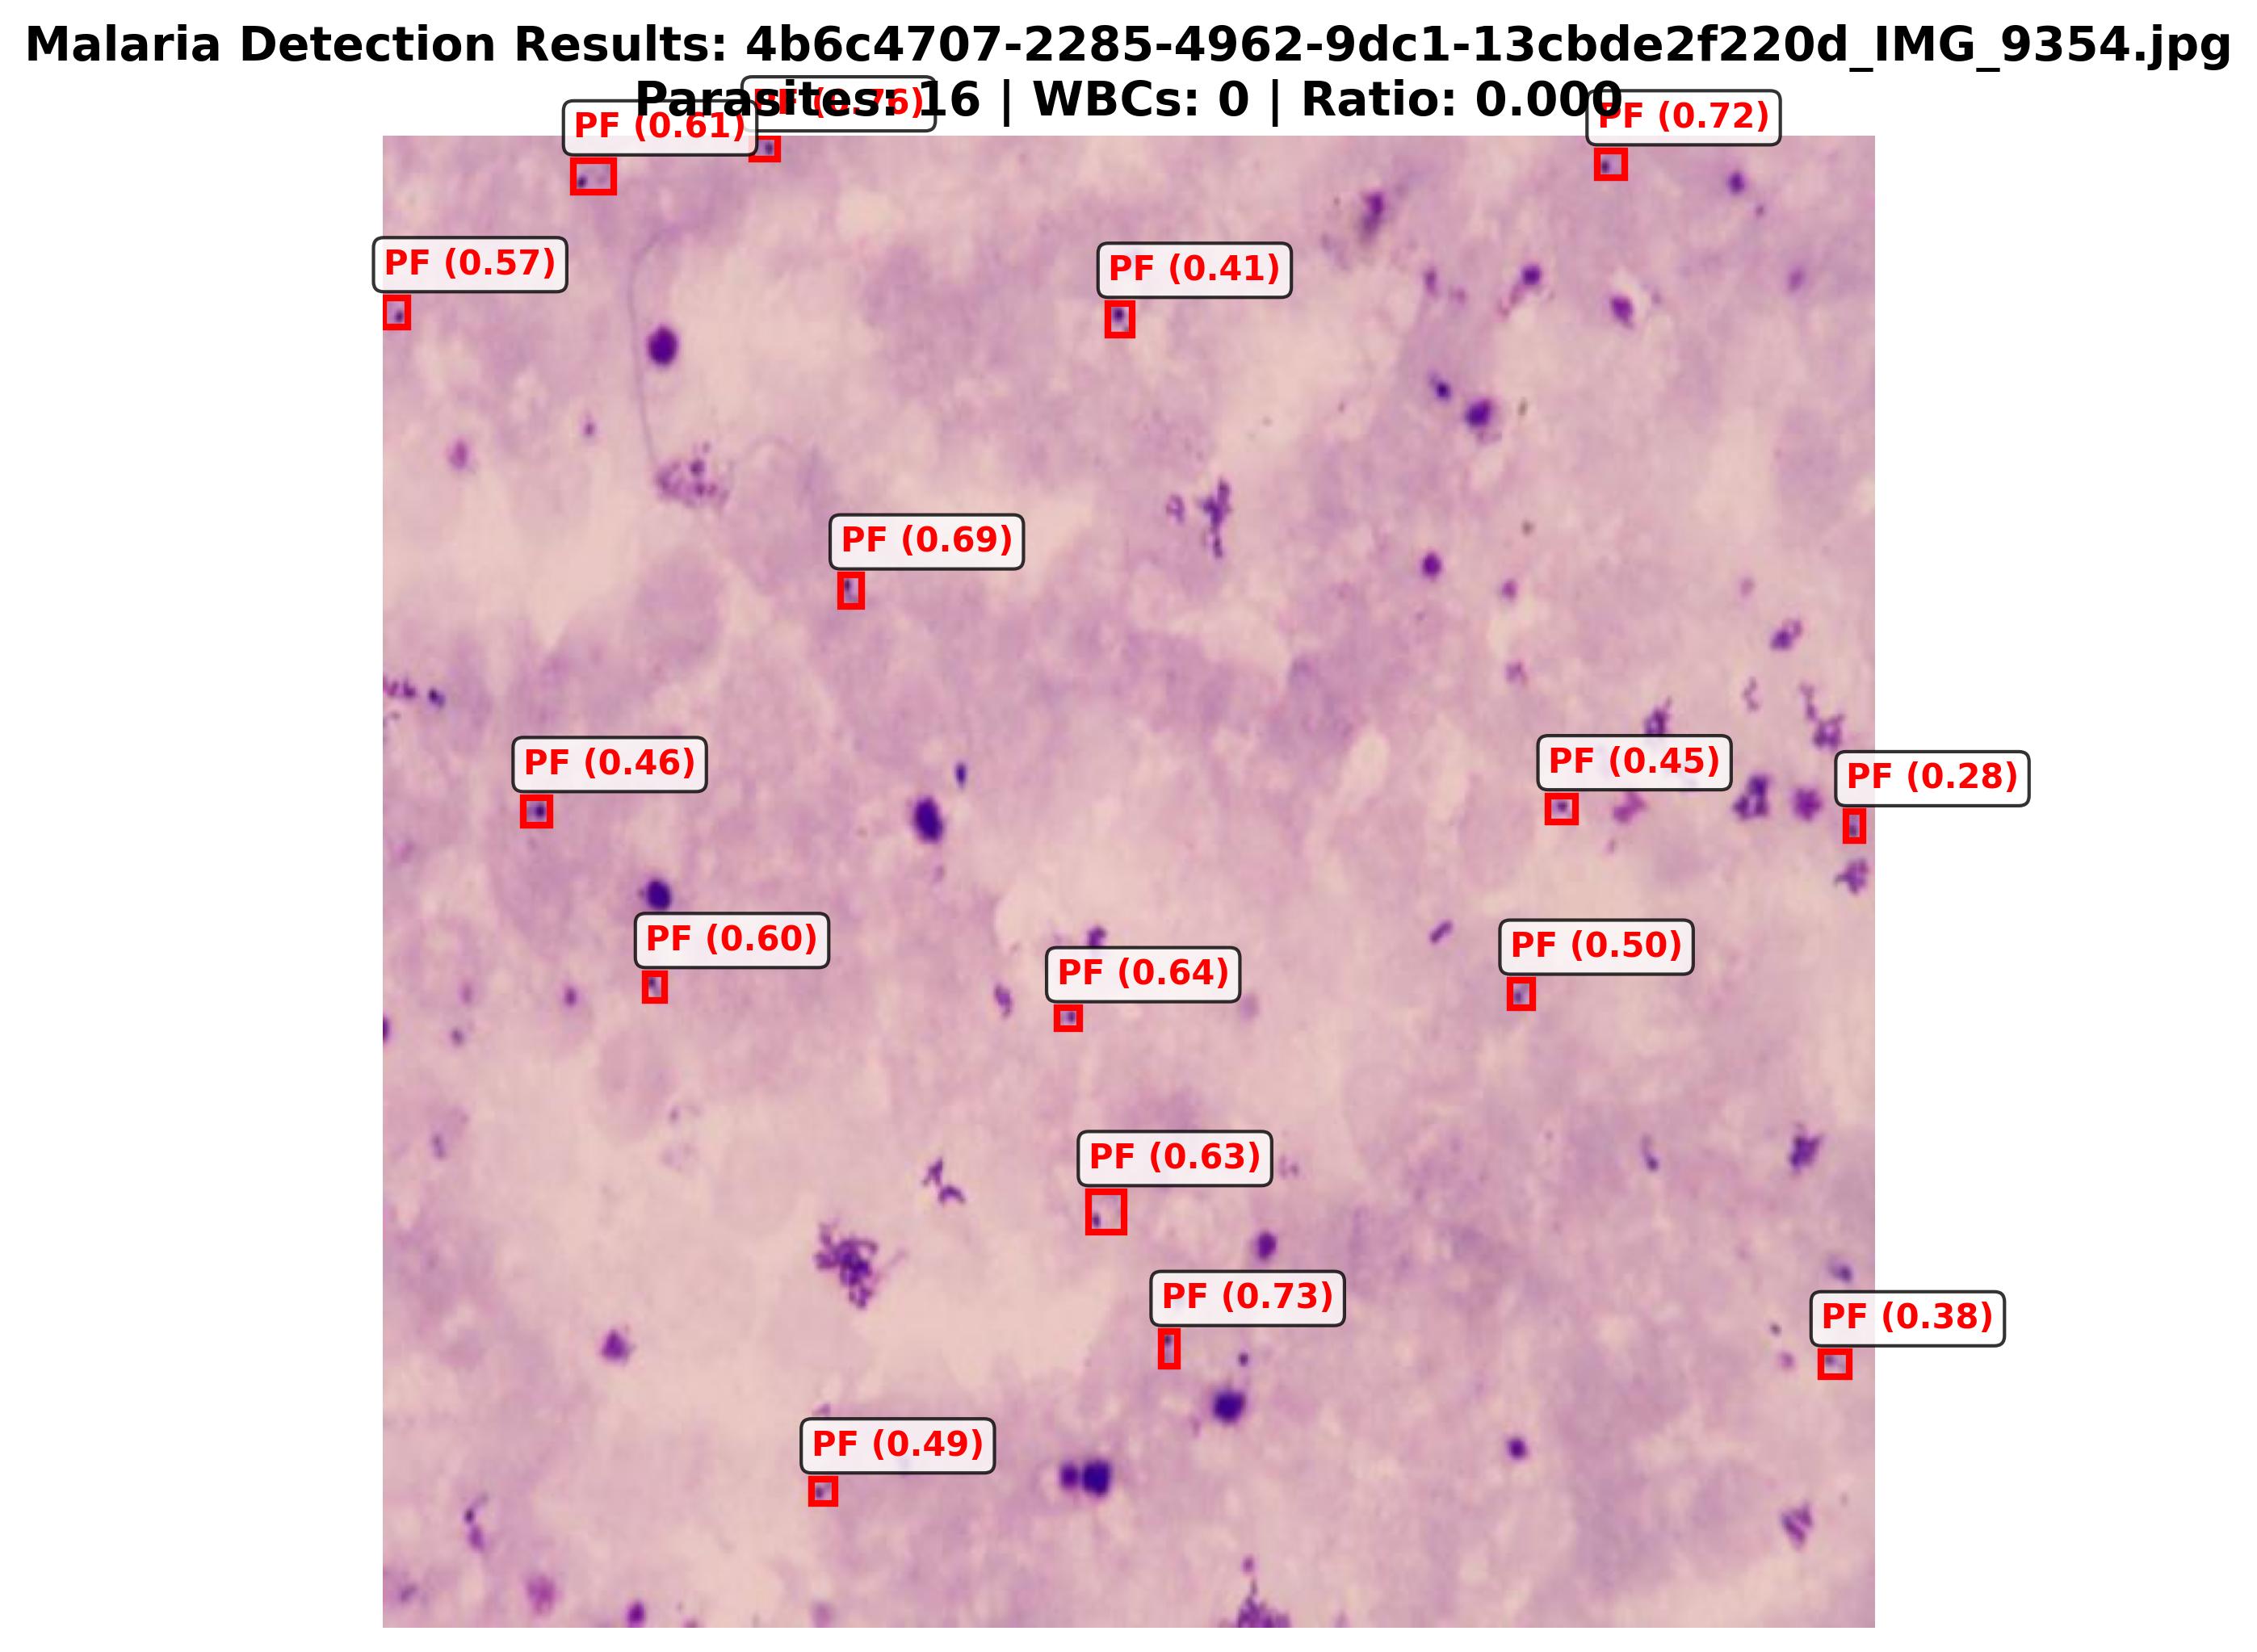 Malaria Detection Results: 4b6c4707-2285-4962-9dc1-13cbde2f220d_IMG_9354.jpg
Parasites: 16 | WBCs: 0 | Ratio: 0.000
PF (0.76)
PF (0.61)
PF (0.72)
PF (0.57)
PF (0.41)
PF (0.69)
PF (0.46)
PF (0.45)
PF (0.28)
PF (0.60)
PF (0.50)
PF (0.64)
PF (0.63)
PF (0.73)
PF (0.38)
PF (0.49)